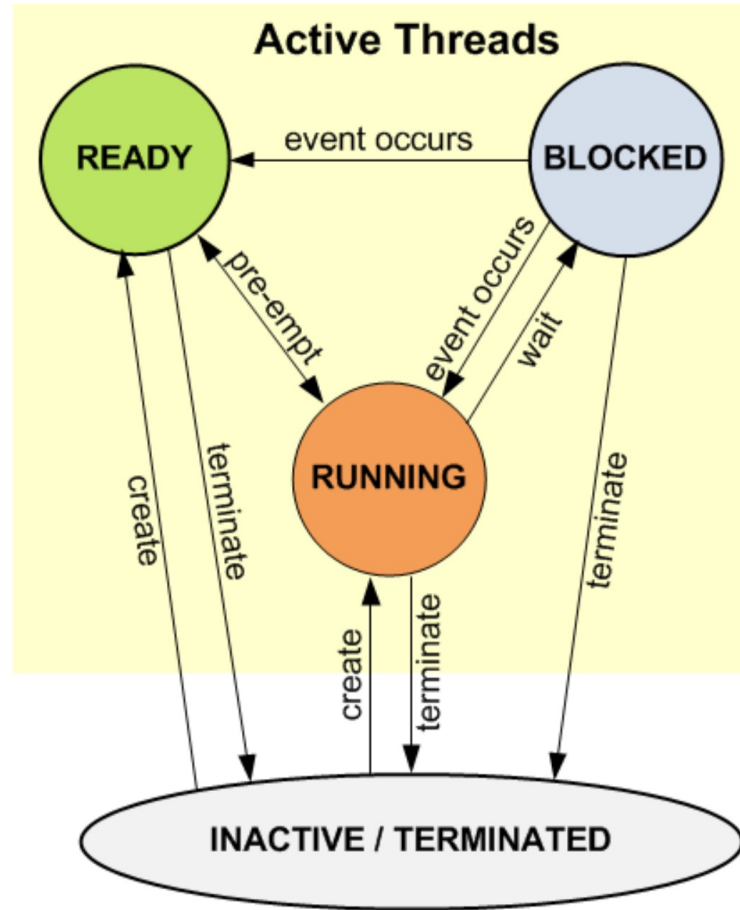 Active Threads
READY
event occurs
BLOCKED
pre-empt
event occurs
wait
RUNNING
create
terminate
create
terminate
terminate
INACTIVE / TERMINATED